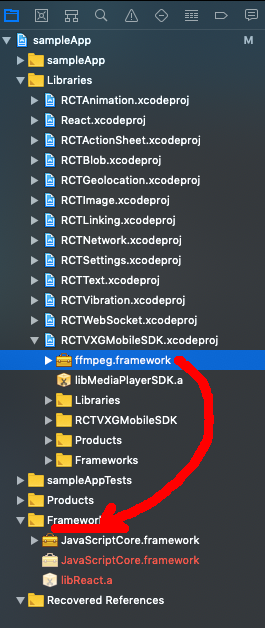 sampleApp M
sampleApp
Libraries
RCTAnimation.xcodeproj
React.xcodeproj
RCTActionSheet.xcodeproj
RCTBlob.xcodeproj
RCTGeolocation.xcodeproj
RCTImage.xcodeproj
RCTLinking.xcodeproj
RCTNetwork.xcodeproj
RCTSettings.xcodeproj
RCTText.xcodeproj
RCTVibration.xcodeproj
RCTWebSocket.xcodeproj
RCTVXGMobileSDK.xcodeproj
ffmpeg.framework
libMediaPlayerSDK.a
Libraries
RCTVXGMobileSDK
Products
Frameworks
sampleAppTests
Products
Framework
JavaScriptCore.framework
JavaScriptCore.framework
libReact.a
Recovered References